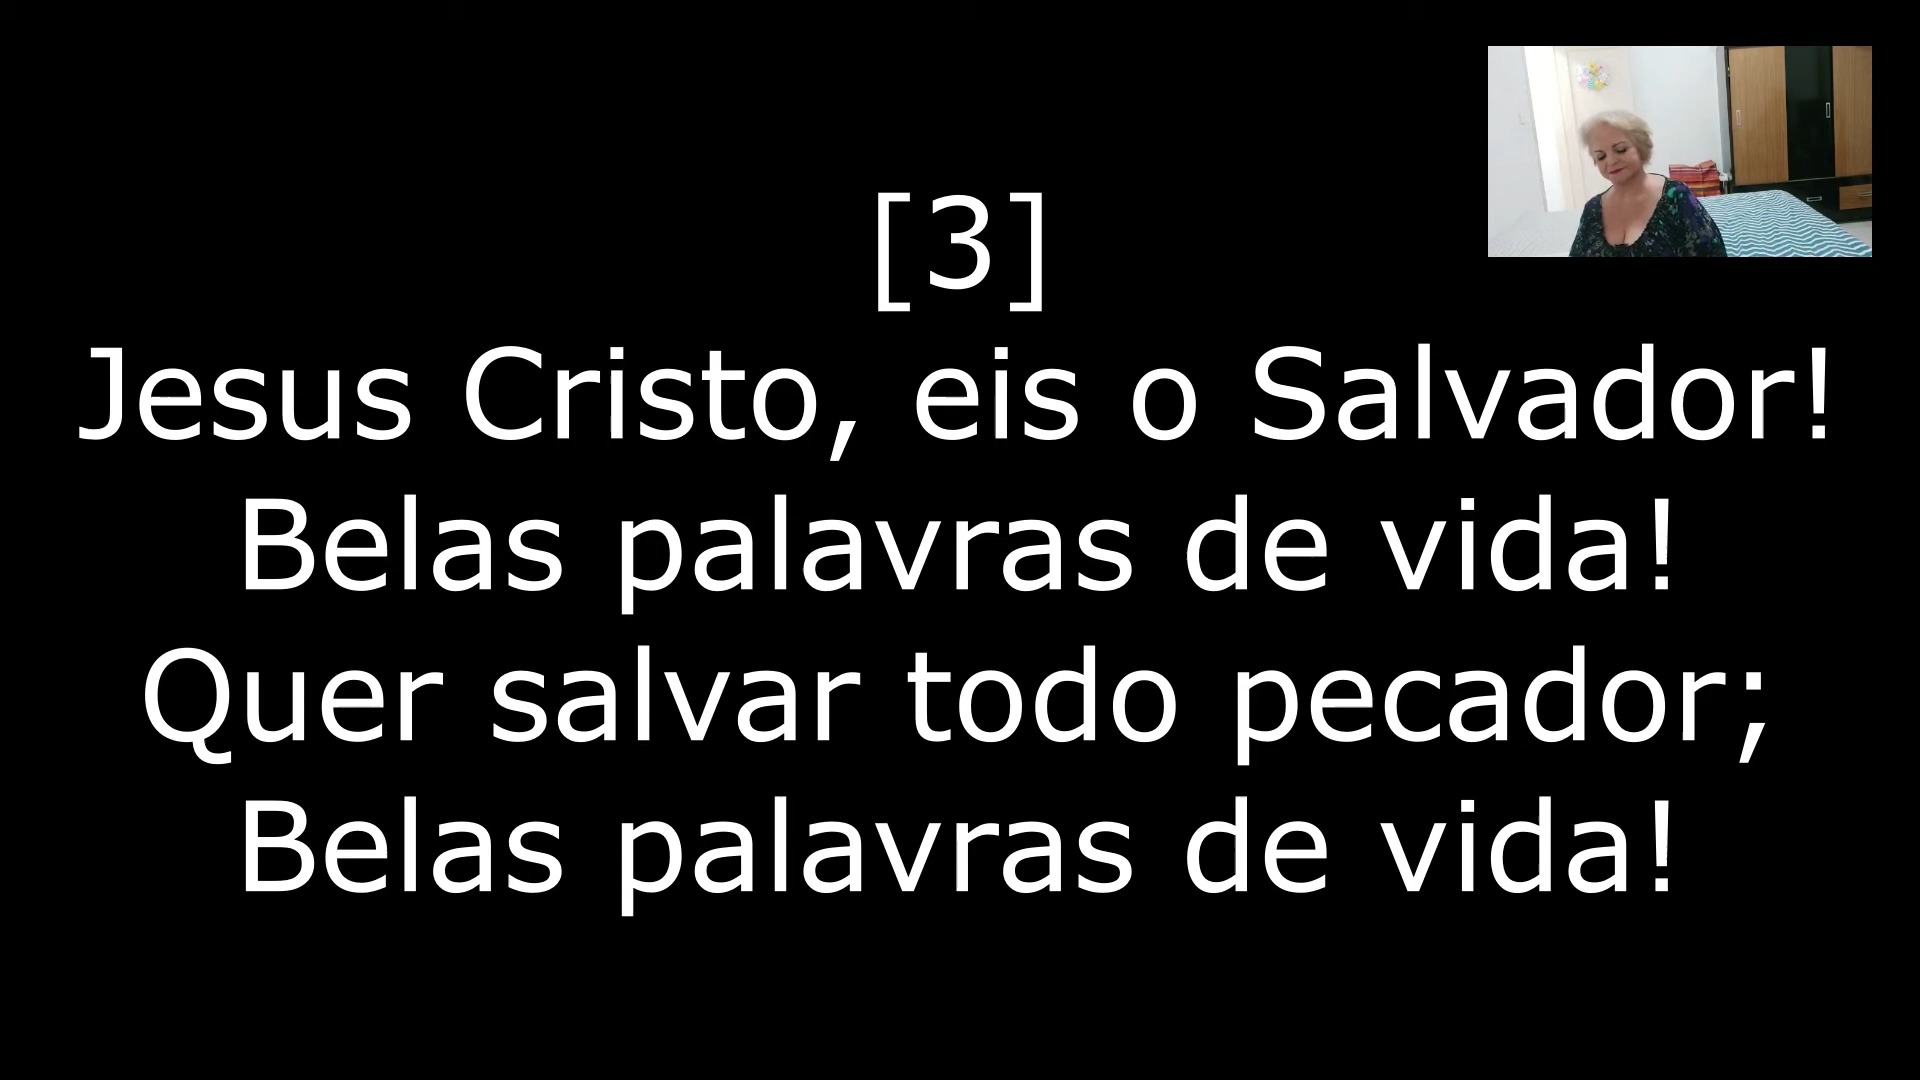 [3]
Jesus Cristo, eis o Salvador!
Belas palavras de vida!
Quer salvar todo pecador;
Belas palavras de vida!